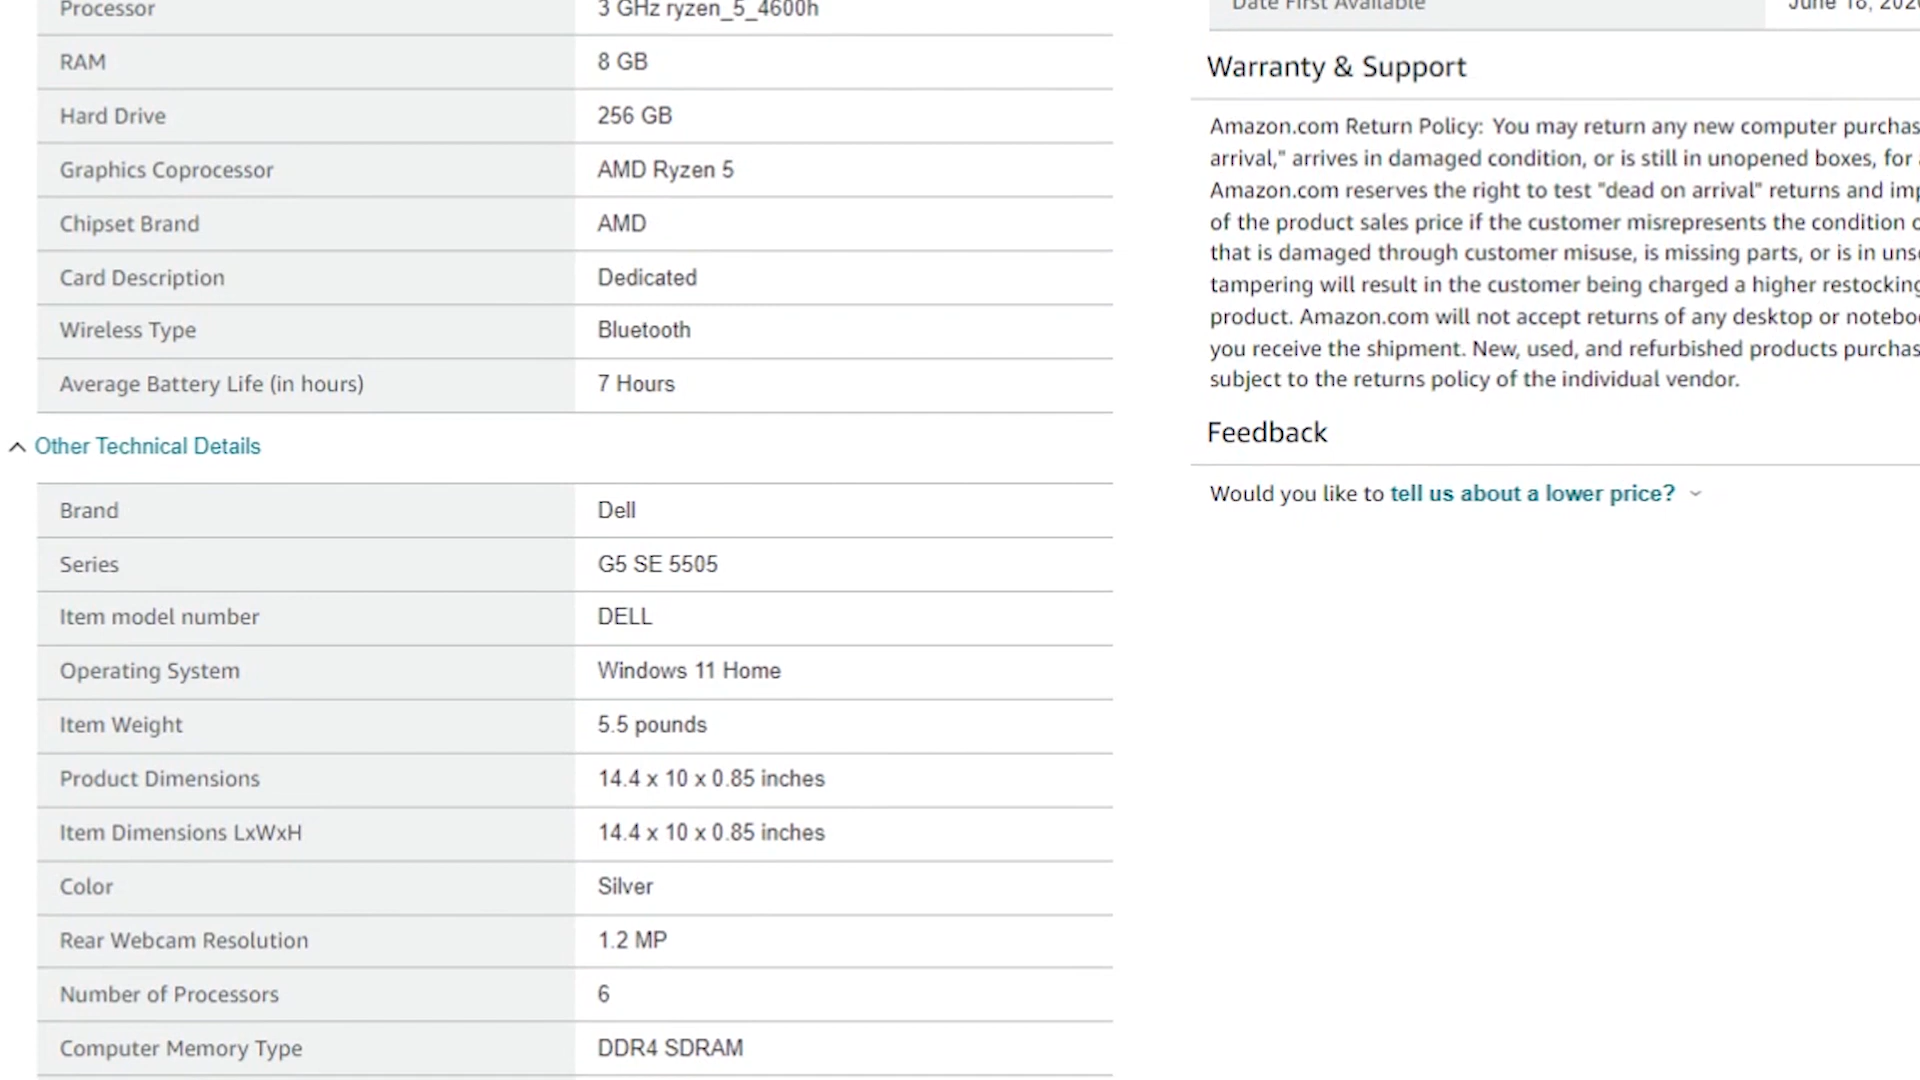 Processor 3 GHz ryzen_5_4600h
RAM 8 GB
Hard Drive 256 GB
Graphics Coprocessor AMD Ryzen 5
Chipset Brand AMD
Card Description Dedicated
Wireless Type Bluetooth
Average Battery Life (in hours) 7 Hours
Other Technical Details
Brand Dell
Series G5 SE 5505
Item model number DELL
Operating System Windows 11 Home
Item Weight 5.5 pounds
Product Dimensions 14.4 x 10 x 0.85 inches
Item Dimensions LxWxH 14.4 x 10 x 0.85 inches
Color Silver
Rear Webcam Resolution 1.2 MP
Number of Processors 6
Computer Memory Type DDR4 SDRAM
Date First Available June 18,
Warranty & Support
Amazon.com Return Policy: You may return any new computer purchas
arrival," arrives in damaged condition, or is still in unopened boxes, for
Amazon.com reserves the right to test "dead on arrival" returns and imp
of the product sales price if the customer misrepresents the condition
that is damaged through customer misuse, is missing parts, or is in uns
tampering will result in the customer being charged a higher restocking
product. Amazon.com will not accept returns of any desktop or notebo
you receive the shipment. New, used, and refurbished products purchas
subject to the returns policy of the individual vendor.
Feedback
Would you like to tell us about a lower price?